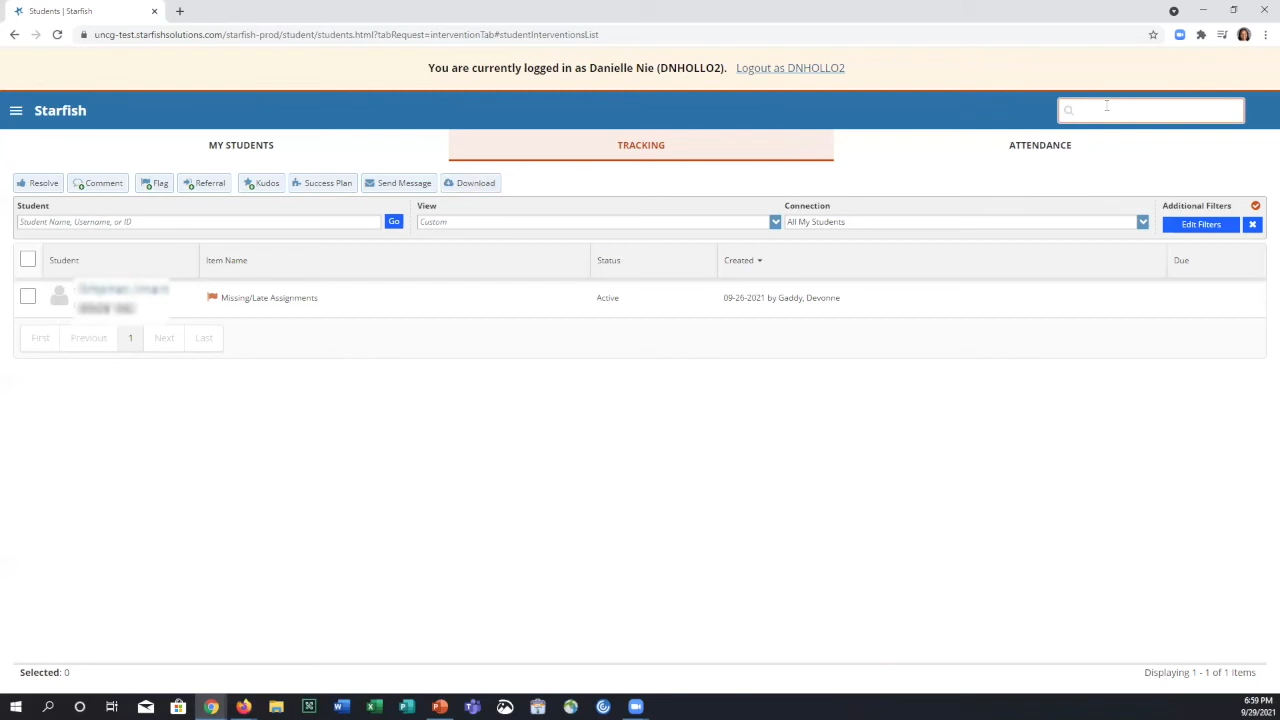 Students | Starfish
uncg-test.starfishsolutions.com/starfish-prod/student/students.html?tabRequest=interventionTab#studentInterventionsList
You are currently logged in as Danielle Nie (DNHOLLO2). Logout as DNHOLLO2
Starfish
MY STUDENTS TRACKING ATTENDANCE
Resolve Comment Flag Referral Kudos Success Plan Send Message Download
Student View Connection Additional Filters
Student Name, Username, or ID Go Custom All My Students Edit Filters
Student Item Name Status Created Due
Missing/Late Assignments Active 09-26-2021 by Gaddy, Devonne
First Previous 1 Next Last
Selected: 0 Displaying 1 - 1 of 1 Items
6:59 PM
9/29/2021